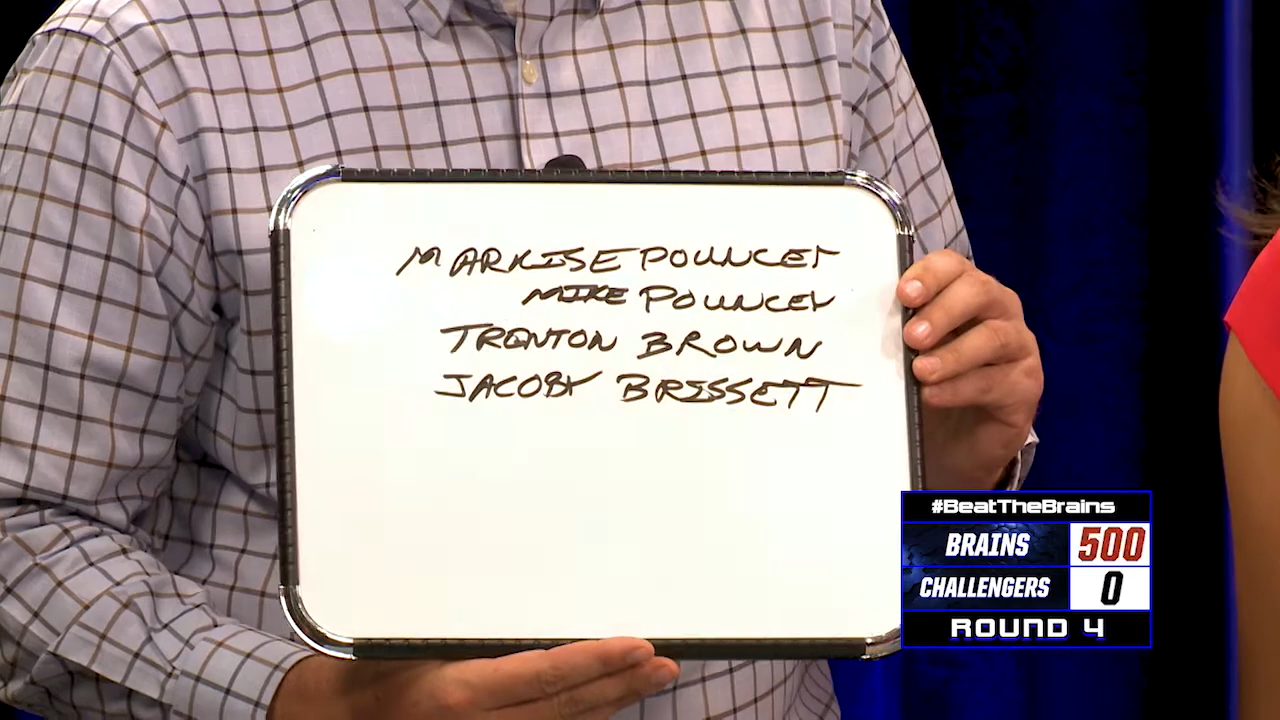 MARKISE POUNCEY
MIKE POUNCEY
TRENTON BROWN
JACOBY BRISSETT
#BeatTheBrains
BRAINS 500
CHALLENGERS 0
ROUND 4